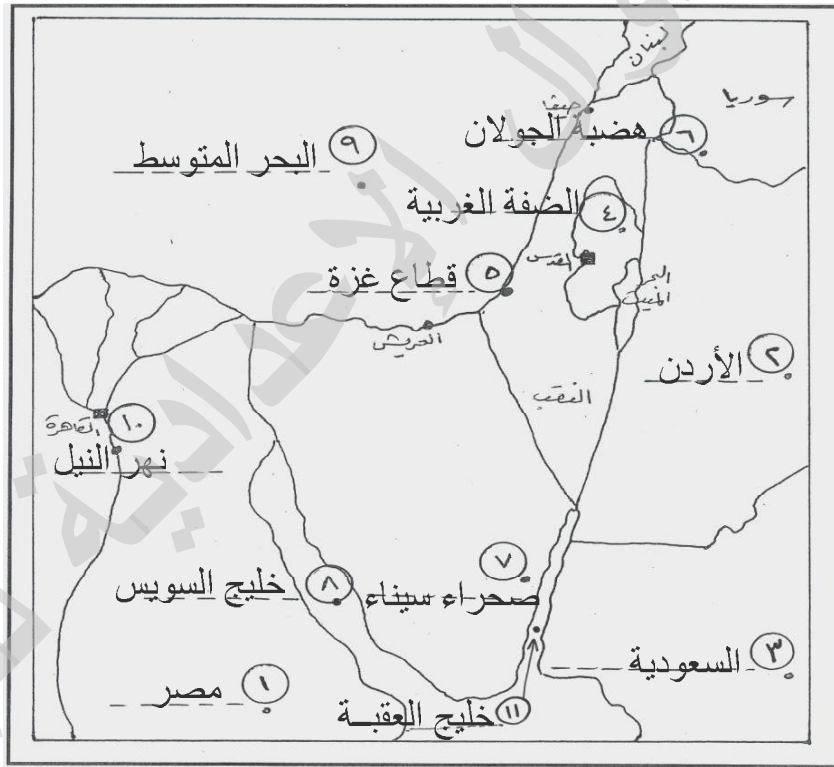 لبنان
سوريا
حيفا
٦ هضبة الجولان
٩ البحر المتوسط
٤ الضفة الغربية
القدس
البحر
الميت
٥ قطاع غزة
العريش
٢ الأردن
النقب
القاهرة
١٠
نهر النيل
٧
صحراء سيناء
٨ خليج السويس
٣ السعودية
١ مصر
١١ خليج العقبة